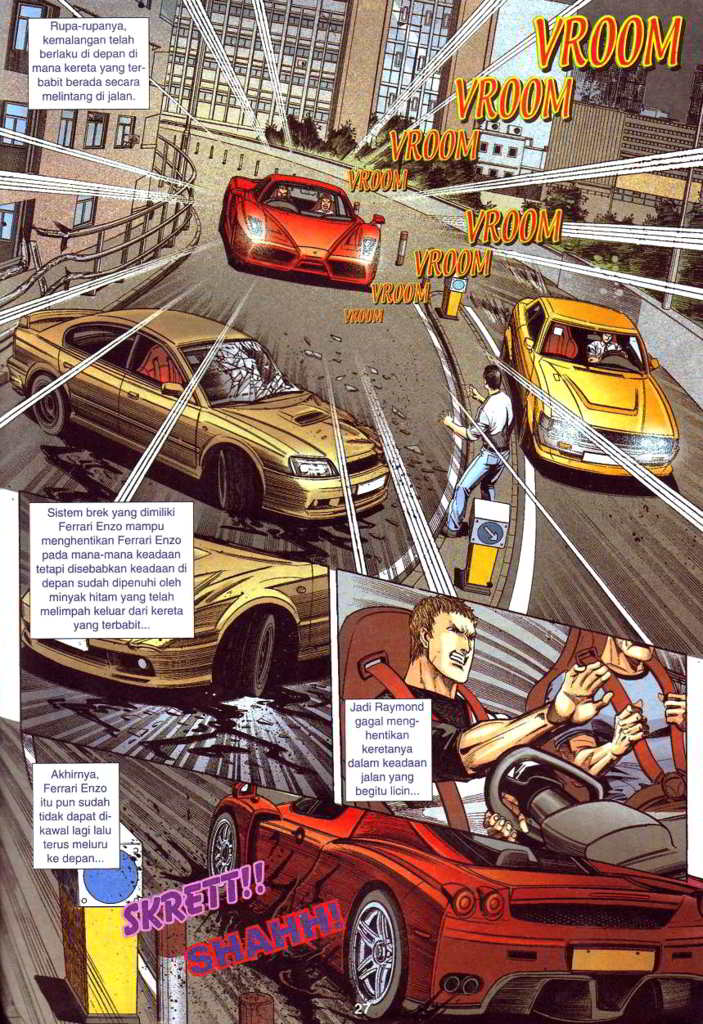 Rupa-rupanya,
kemalangan telah
berlaku di depan di
mana kereta yang ter-
babit berada secara
melintang di jalan.
VROOM
VROOM
VROOM
VROOM
VROOM
VROOM
VROOM
VROOM
Sistem brek yang dimiliki
Ferrari Enzo mampu
menghentikan Ferrari Enzo
pada mana-mana keadaan
tetapi disebabkan keadaan di
depan sudah dipenuhi oleh
minyak hitam yang telah
melimpah keluar dari kereta
yang terbabit...
Jadi Raymond
gagal meng-
hentikan
keretanya
dalam keadaan
jalan yang
begitu licin...
Akhirnya,
Ferrari Enzo
itu pun sudah
tidak dapat di-
kawal lagi lalu
terus meluru
ke depan...
SKRETT!!
SHAHH!
27